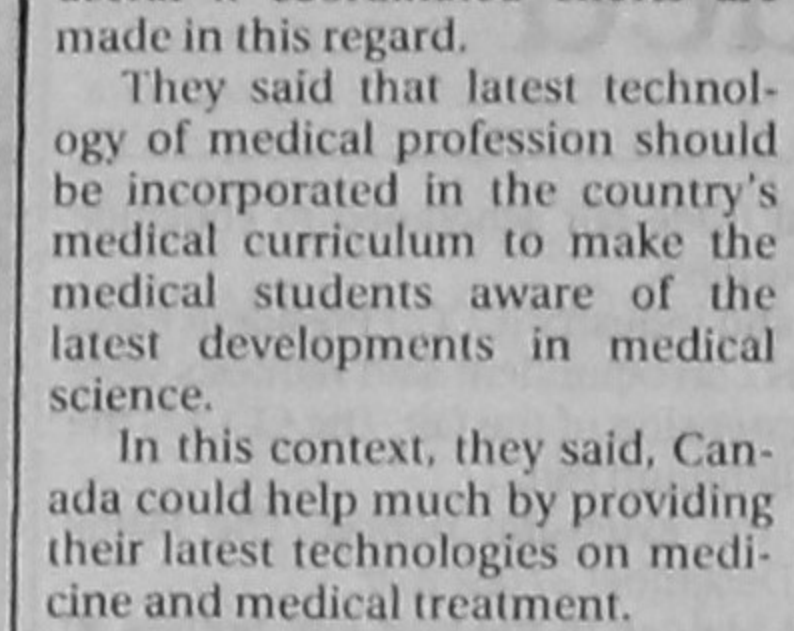 made in this regard.
They said that latest technol-
ogy of medical profession should
be incorporated in the country's
medical curriculum to make the
medical students aware of the
latest developments in medical
science.
In this context, they said, Can-
ada could help much by providing
their latest technologies on medi-
cine and medical treatment.